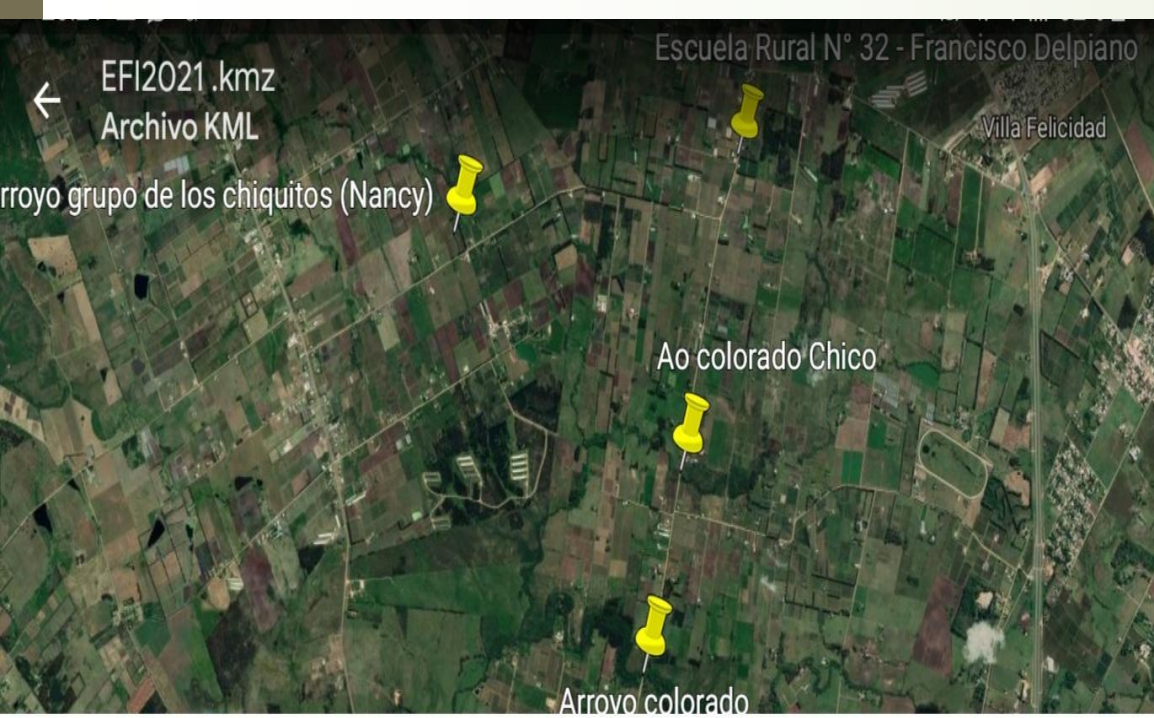 Escuela Rural N° 32 - Francisco Delpiano
EFI2021.kmz
Archivo KML
Villa Felicidad
rroyo grupo de los chiquitos (Nancy)
Ao colorado Chico
Arroyo colorado